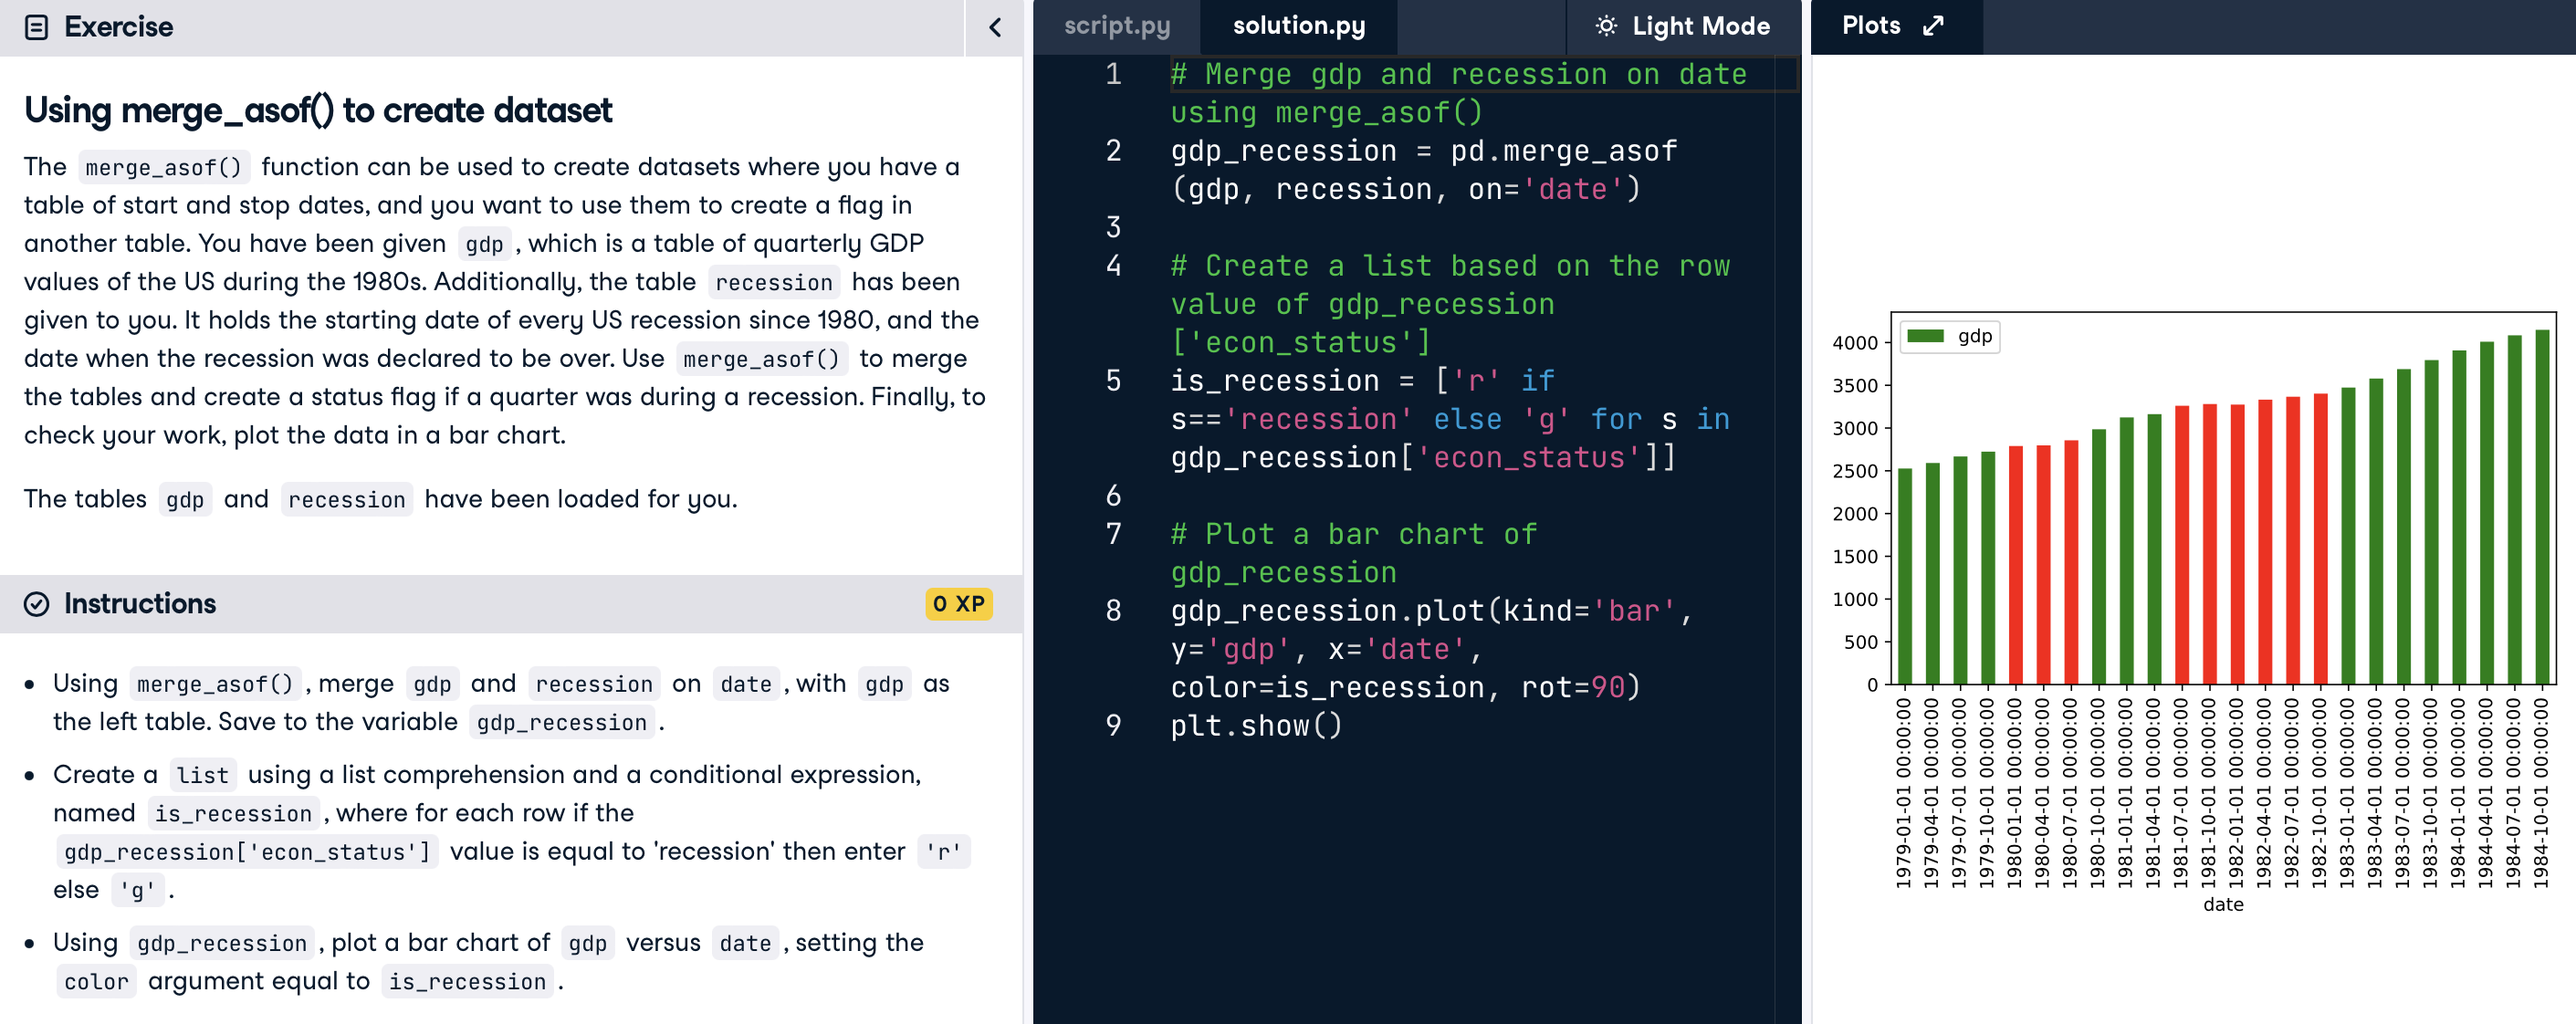 Exercise
Using merge_asof() to create dataset
The merge_asof() function can be used to create datasets where you have a
table of start and stop dates, and you want to use them to create a flag in
another table. You have been given gdp , which is a table of quarterly GDP
values of the US during the 1980s. Additionally, the table recession has been
given to you. It holds the starting date of every US recession since 1980, and the
date when the recession was declared to be over. Use merge_asof() to merge
the tables and create a status flag if a quarter was during a recession. Finally, to
check your work, plot the data in a bar chart.
The tables gdp and recession have been loaded for you.
Instructions
0 XP
Using merge_asof() , merge gdp and recession on date , with gdp as
the left table. Save to the variable gdp_recession .
Create a list using a list comprehension and a conditional expression,
named is_recession , where for each row if the
gdp_recession['econ_status'] value is equal to 'recession' then enter 'r'
else 'g' .
Using gdp_recession , plot a bar chart of gdp versus date , setting the
color argument equal to is_recession .
script.py
solution.py
Light Mode
1 # Merge gdp and recession on date
using merge_asof()
2 gdp_recession = pd.merge_asof
(gdp, recession, on='date')
3
4 # Create a list based on the row
value of gdp_recession
['econ_status']
5 is_recession = ['r' if
s=='recession' else 'g' for s in
gdp_recession['econ_status']]
6
7 # Plot a bar chart of
gdp_recession
8 gdp_recession.plot(kind='bar',
y='gdp', x='date',
color=is_recession, rot=90)
9 plt.show()
Plots
gdp
4000
3500
3000
2500
2000
1500
1000
500
0
1979-01-01 00:00:00
1979-04-01 00:00:00
1979-07-01 00:00:00
1979-10-01 00:00:00
1980-01-01 00:00:00
1980-04-01 00:00:00
1980-07-01 00:00:00
1980-10-01 00:00:00
1981-01-01 00:00:00
1981-04-01 00:00:00
1981-07-01 00:00:00
1981-10-01 00:00:00
1982-01-01 00:00:00
1982-04-01 00:00:00
1982-07-01 00:00:00
1982-10-01 00:00:00
1983-01-01 00:00:00
1983-04-01 00:00:00
1983-07-01 00:00:00
1983-10-01 00:00:00
1984-01-01 00:00:00
1984-04-01 00:00:00
1984-07-01 00:00:00
1984-10-01 00:00:00
date